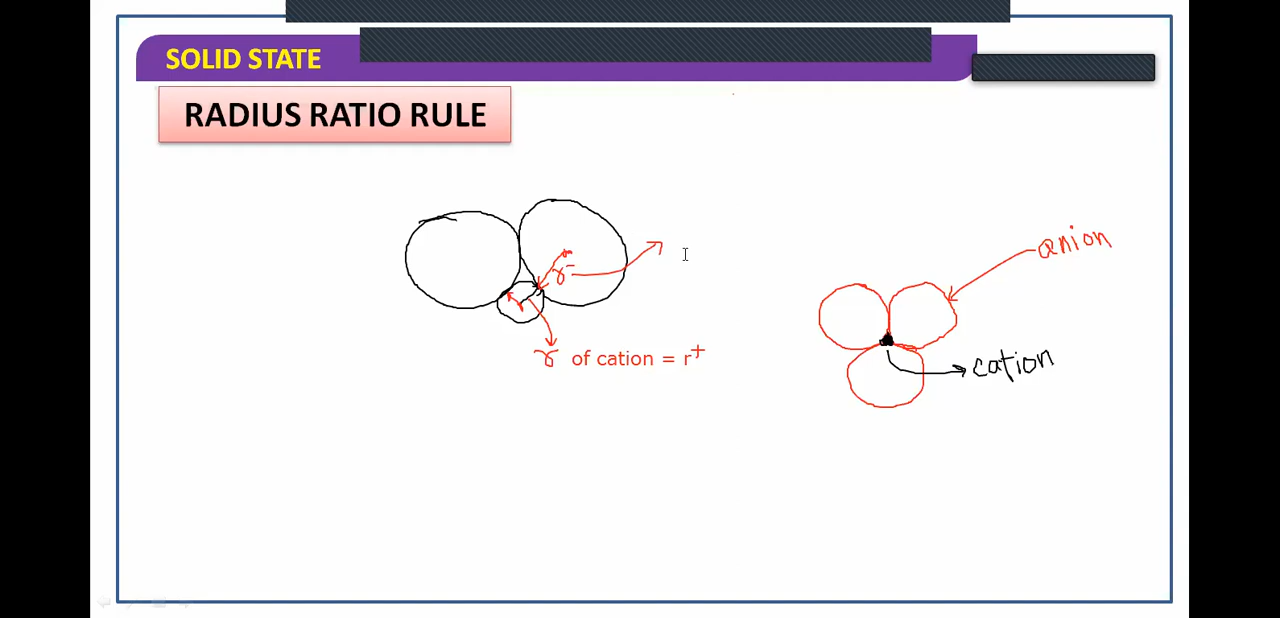 SOLID STATE
RADIUS RATIO RULE
r⁻
r of cation = r⁺
anion
cation